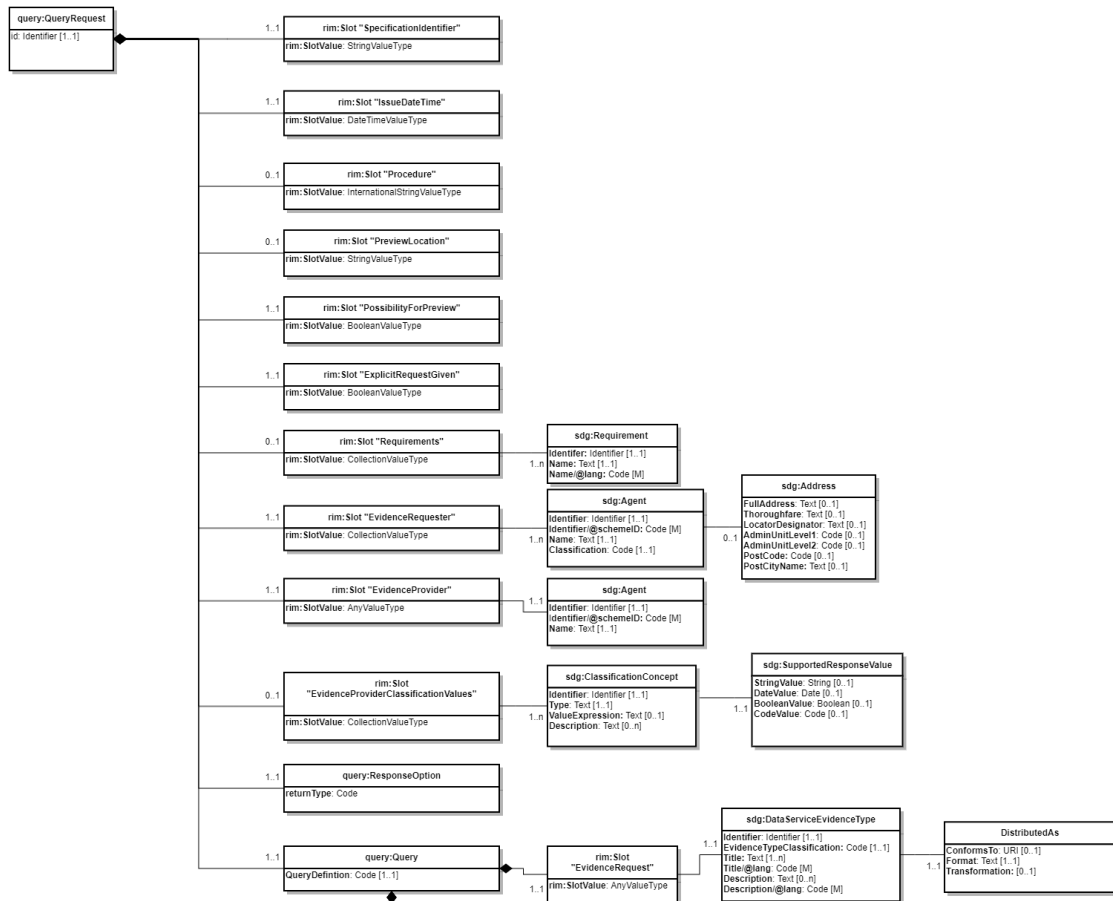 query:QueryRequest
id: Identifier [1..1]
1..1
rim:Slot "SpecificationIdentifier"
rim:SlotValue: StringValueType
1..1
rim:Slot "IssueDateTime"
rim:SlotValue: DateTimeValueType
0..1
rim:Slot "Procedure"
rim:SlotValue: InternationalStringValueType
0..1
rim:Slot "PreviewLocation"
rim:SlotValue: StringValueType
1..1
rim:Slot "PossibilityForPreview"
rim:SlotValue: BooleanValueType
1..1
rim:Slot "ExplicitRequestGiven"
rim:SlotValue: BooleanValueType
0..1
rim:Slot "Requirements"
rim:SlotValue: CollectionValueType
1..n
sdg:Requirement
Identifer: Identifier [1..1]
Name: Text [1..1]
Name/@lang: Code [M]
1..1
rim:Slot "EvidenceRequester"
rim:SlotValue: CollectionValueType
1..n
sdg:Agent
Identifier: Identifier [1..1]
Identifier/@schemeID: Code [M]
Name: Text [1..1]
Classification: Code [1..1]
0..1
sdg:Address
FullAddress: Text [0..1]
Thoroughfare: Text [0..1]
LocatorDesignator: Text [0..1]
AdminUnitLevel1: Code [0..1]
AdminUnitLevel2: Code [0..1]
PostCode: Code [0..1]
PostCityName: Text [0..1]
1..1
rim:Slot "EvidenceProvider"
rim:SlotValue: AnyValueType
1..1
sdg:Agent
Identifier: Identifier [1..1]
Identifier/@schemeID: Code [M]
Name: Text [1..1]
0..1
rim:Slot
"EvidenceProviderClassificationValues"
rim:SlotValue: CollectionValueType
1..n
sdg:ClassificationConcept
Identifier: Identifier [1..1]
Type: Text [1..1]
ValueExpression: Text [0..1]
Description: Text [0..n]
1..1
sdg:SupportedResponseValue
StringValue: String [0..1]
DateValue: Date [0..1]
BooleanValue: Boolean [0..1]
CodeValue: Code [0..1]
1..1
query:ResponseOption
returnType: Code
1..1
query:Query
QueryDefintion: Code [1..1]
1..1
rim:Slot
"EvidenceRequest"
rim:SlotValue: AnyValueType
1..1
sdg:DataServiceEvidenceType
Identifier: Identifier [1..1]
EvidenceTypeClassification: Code [1..1]
Title: Text [1..n]
Title/@lang: Code [M]
Description: Text [0..n]
Description/@lang: Code [M]
1..1
DistributedAs
ConformsTo: URI [0..1]
Format: Text [1..1]
Transformation: [0..1]